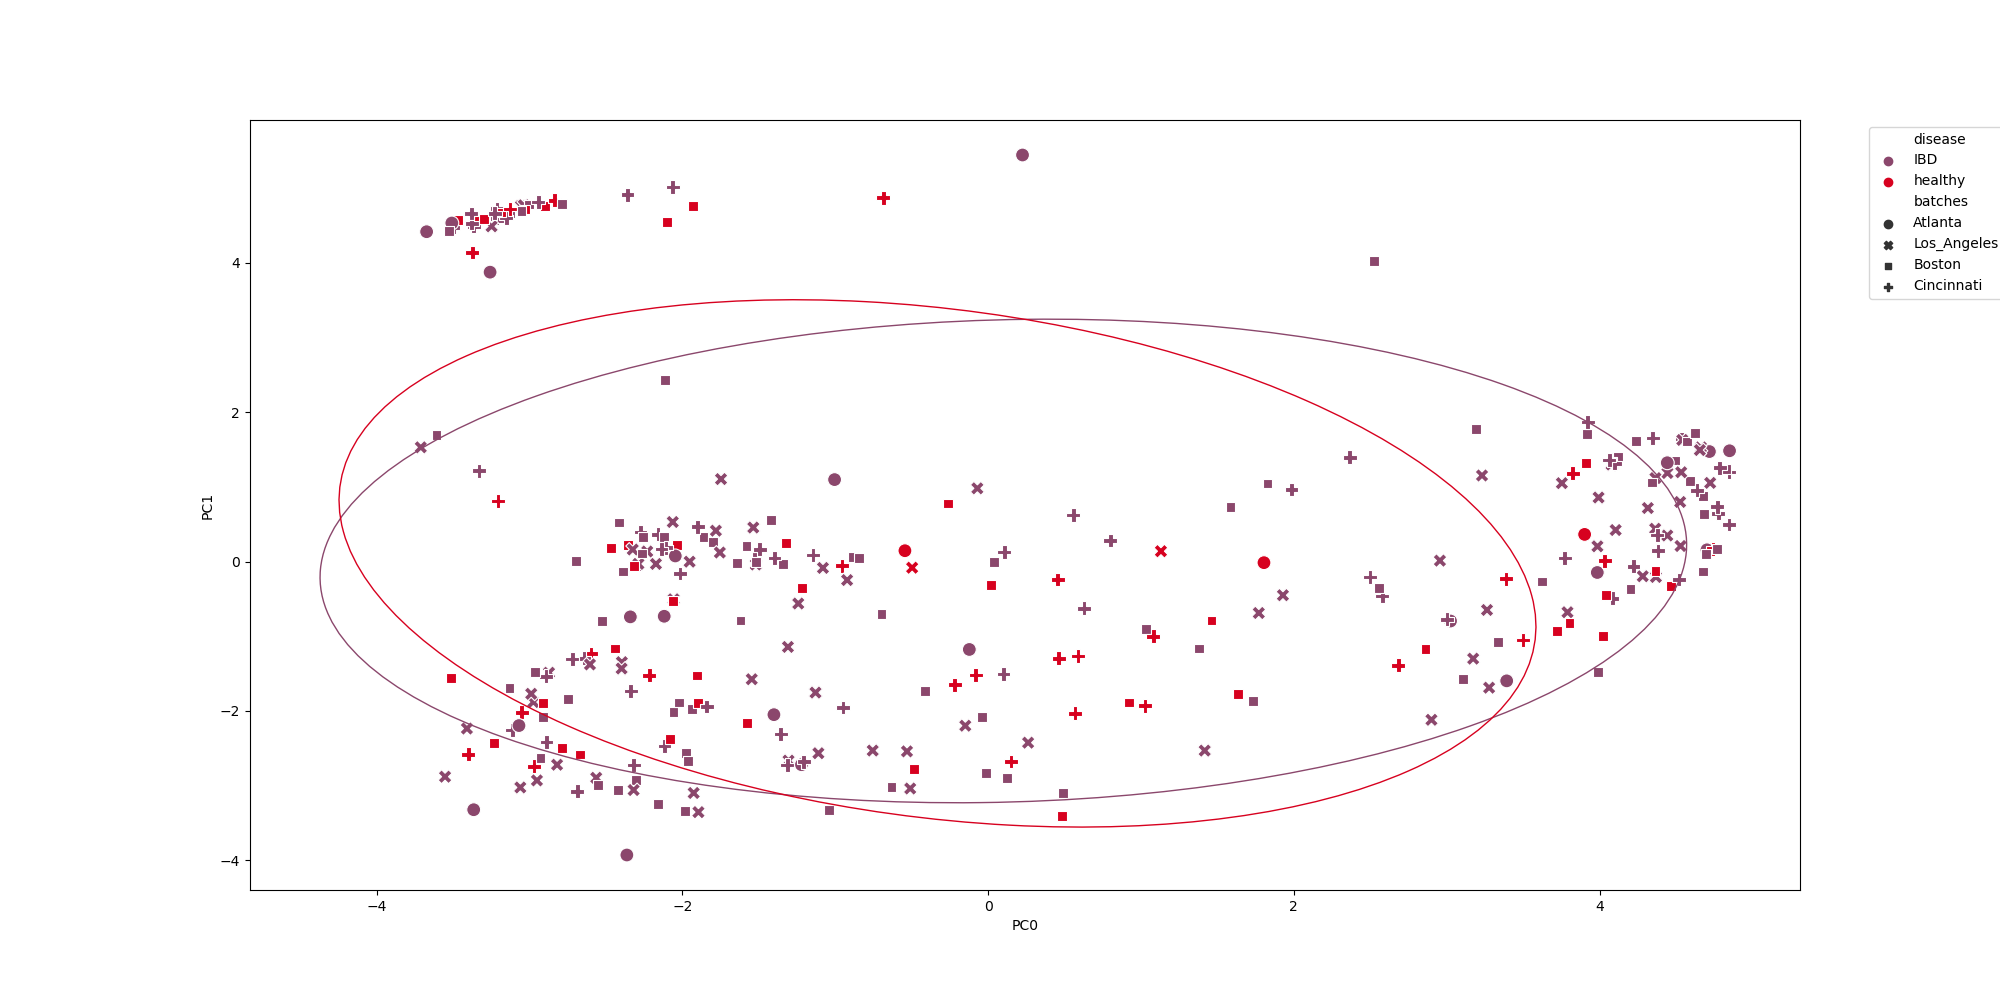 disease
IBD
healthy
batches
Atlanta
Los_Angeles
Boston
Cincinnati
4
2
0
−2
−4
PC1
−4
−2
0
2
4
PC0